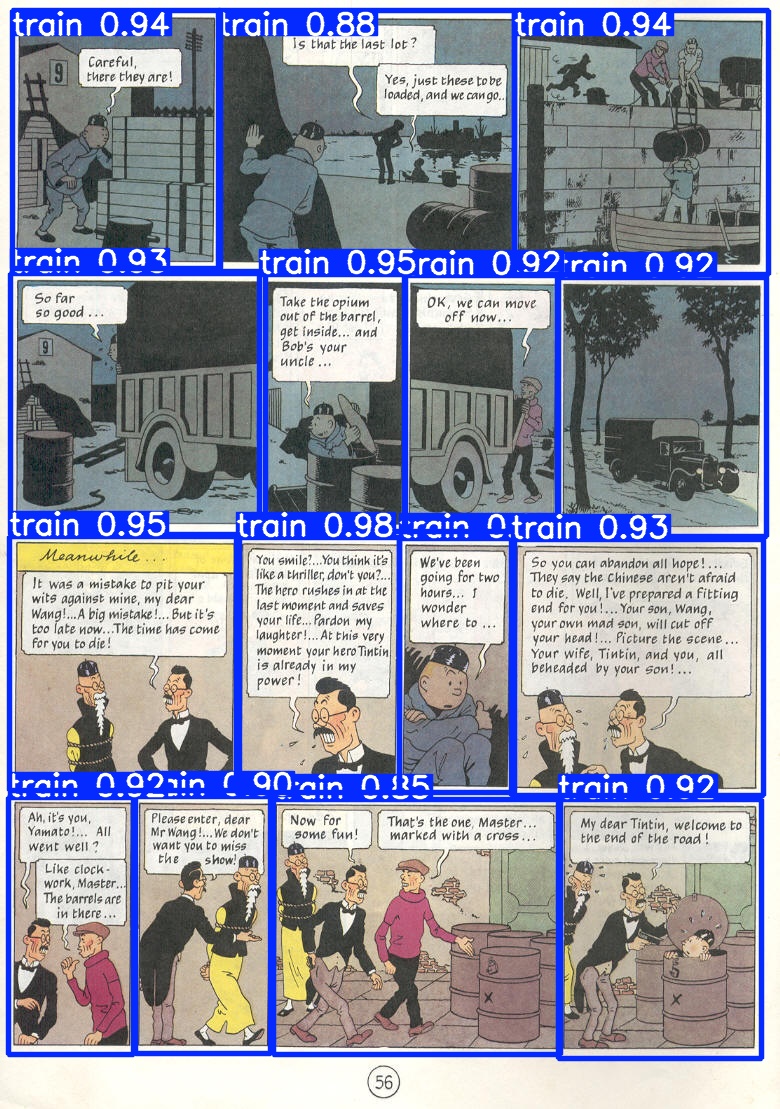 train 0.94
train 0.88
train 0.94
Careful,
there they are!
9
Is that the last lot?
Yes, just these to be
loaded, and we can go..
train 0.93
train 0.95
rain 0.92
train 0.92
So far
so good...
9
Take the opium
out of the barrel,
get inside... and
Bob's your
uncle ...
OK, we can move
off now...
train 0.95
train 0.98
train 0.93
Meanwhile...
It was a mistake to pit your
wits against mine, my dear
Wang!...A big mistake!... But it's
too late now...The time has come
for you to die!
You smile?...You think it's
like a thriller, don't you?...
The hero rushes in at the
last moment and saves
your life... Pardon my
laughter!...At this very
moment your hero Tintin
is already in my
power!
We've been
going for two
hours... I
wonder
where to ...
So you can abandon all hope!...
They say the Chinese aren't afraid
to die. Well, I've prepared a fitting
end for you!...Your son, Wang,
your own mad son, will cut off
your head!... Picture the scene...
Your wife, Tintin, and you, all
beheaded by your son!...
train 0.92
ain 0.90
rain 0.85
train 0.92
Ah, it's you,
Yamato!... All
went well?
Like clock-
work, Master...
The barrels are
in there...
Please enter, dear
Mr Wang!...We don't
want you to miss
the show!
Now for
some fun!
That's the one, Master...
marked with a cross...
X
My dear Tintin, welcome to
the end of the road!
X
56